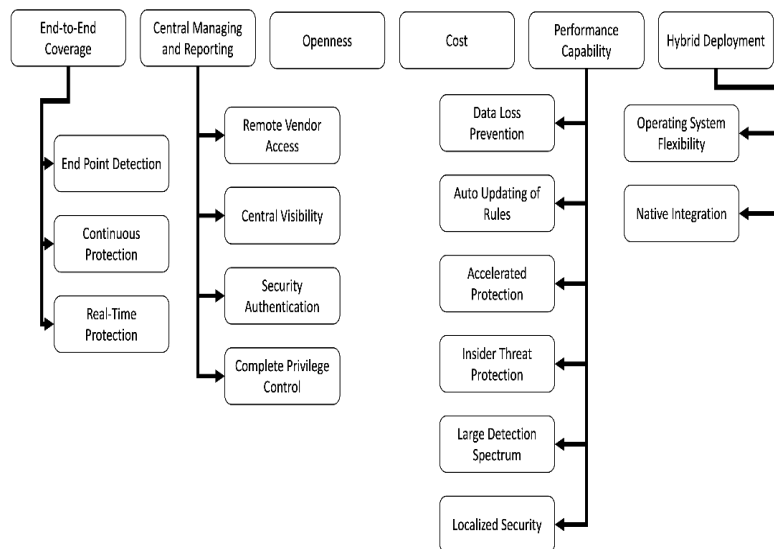 End-to-End
Coverage
Central Managing
and Reporting
Openness
Cost
Performance
Capability
Hybrid Deployment
End Point Detection
Continuous
Protection
Real-Time
Protection
Remote Vendor
Access
Central Visibility
Security
Authentication
Complete Privilege
Control
Data Loss
Prevention
Auto Updating of
Rules
Accelerated
Protection
Insider Threat
Protection
Large Detection
Spectrum
Localized Security
Operating System
Flexibility
Native Integration